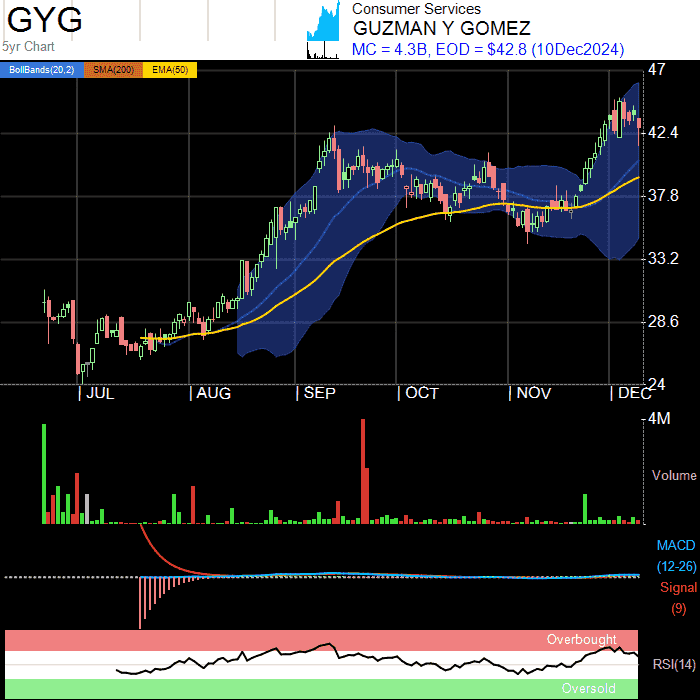 GYG
5yr Chart
Consumer Services
GUZMAN Y GOMEZ
MC = 4.3B, EOD = $42.8 (10Dec2024)
BollBands(20,2) SMA(200) EMA(50)
47
42.4
37.8
33.2
28.6
24
| JUL | AUG | SEP | OCT | NOV | DEC
4M
Volume
MACD
(12-26)
Signal
(9)
Overbought
RSI(14)
Oversold